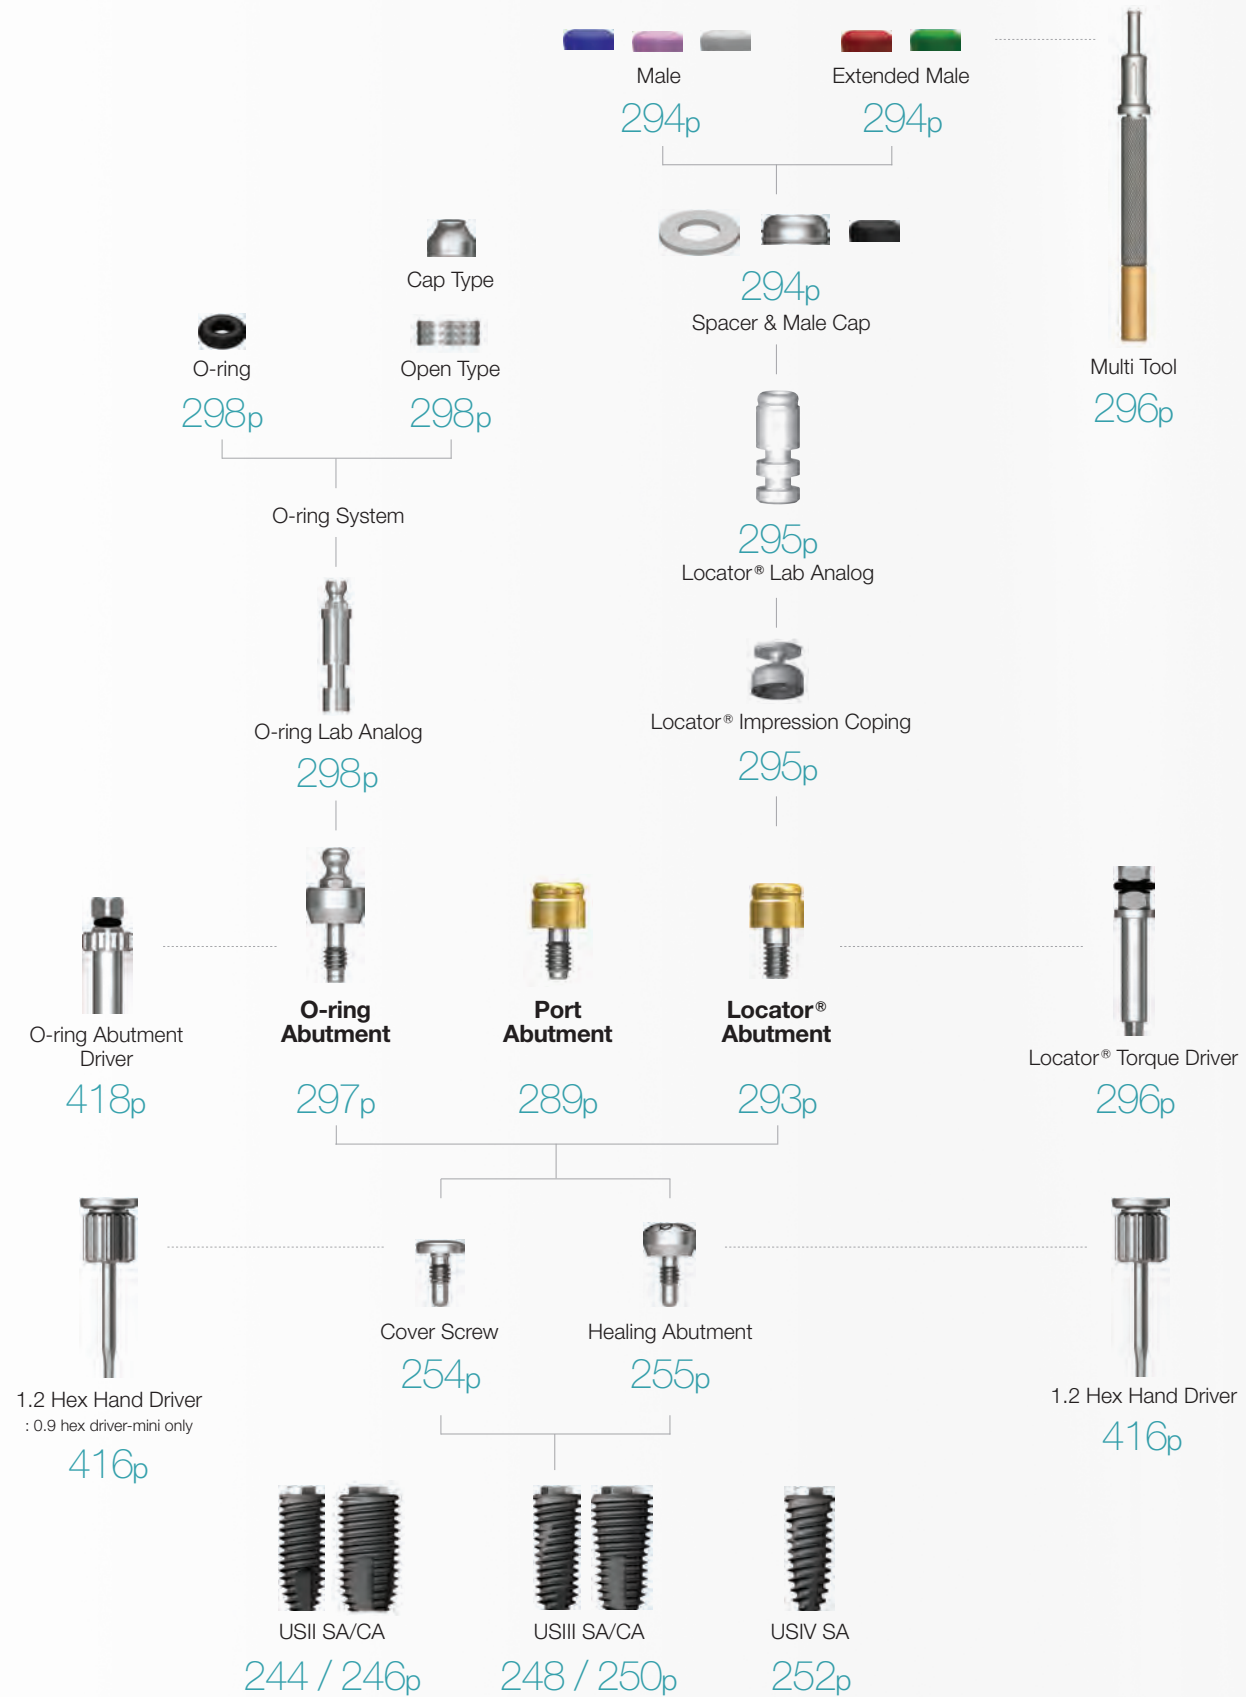 Male
294p
Extended Male
294p
Cap Type
294p
Spacer & Male Cap
O-ring
298p
Open Type
298p
Multi Tool
296p
O-ring System
295p
Locator® Lab Analog
O-ring Lab Analog
298p
Locator® Impression Coping
295p
O-ring Abutment
Driver
418p
O-ring
Abutment
297p
Port
Abutment
289p
Locator®
Abutment
293p
Locator® Torque Driver
296p
Cover Screw
254p
Healing Abutment
255p
1.2 Hex Hand Driver
: 0.9 hex driver-mini only
416p
1.2 Hex Hand Driver
416p
USII SA/CA
244 / 246p
USIII SA/CA
248 / 250p
USIV SA
252p